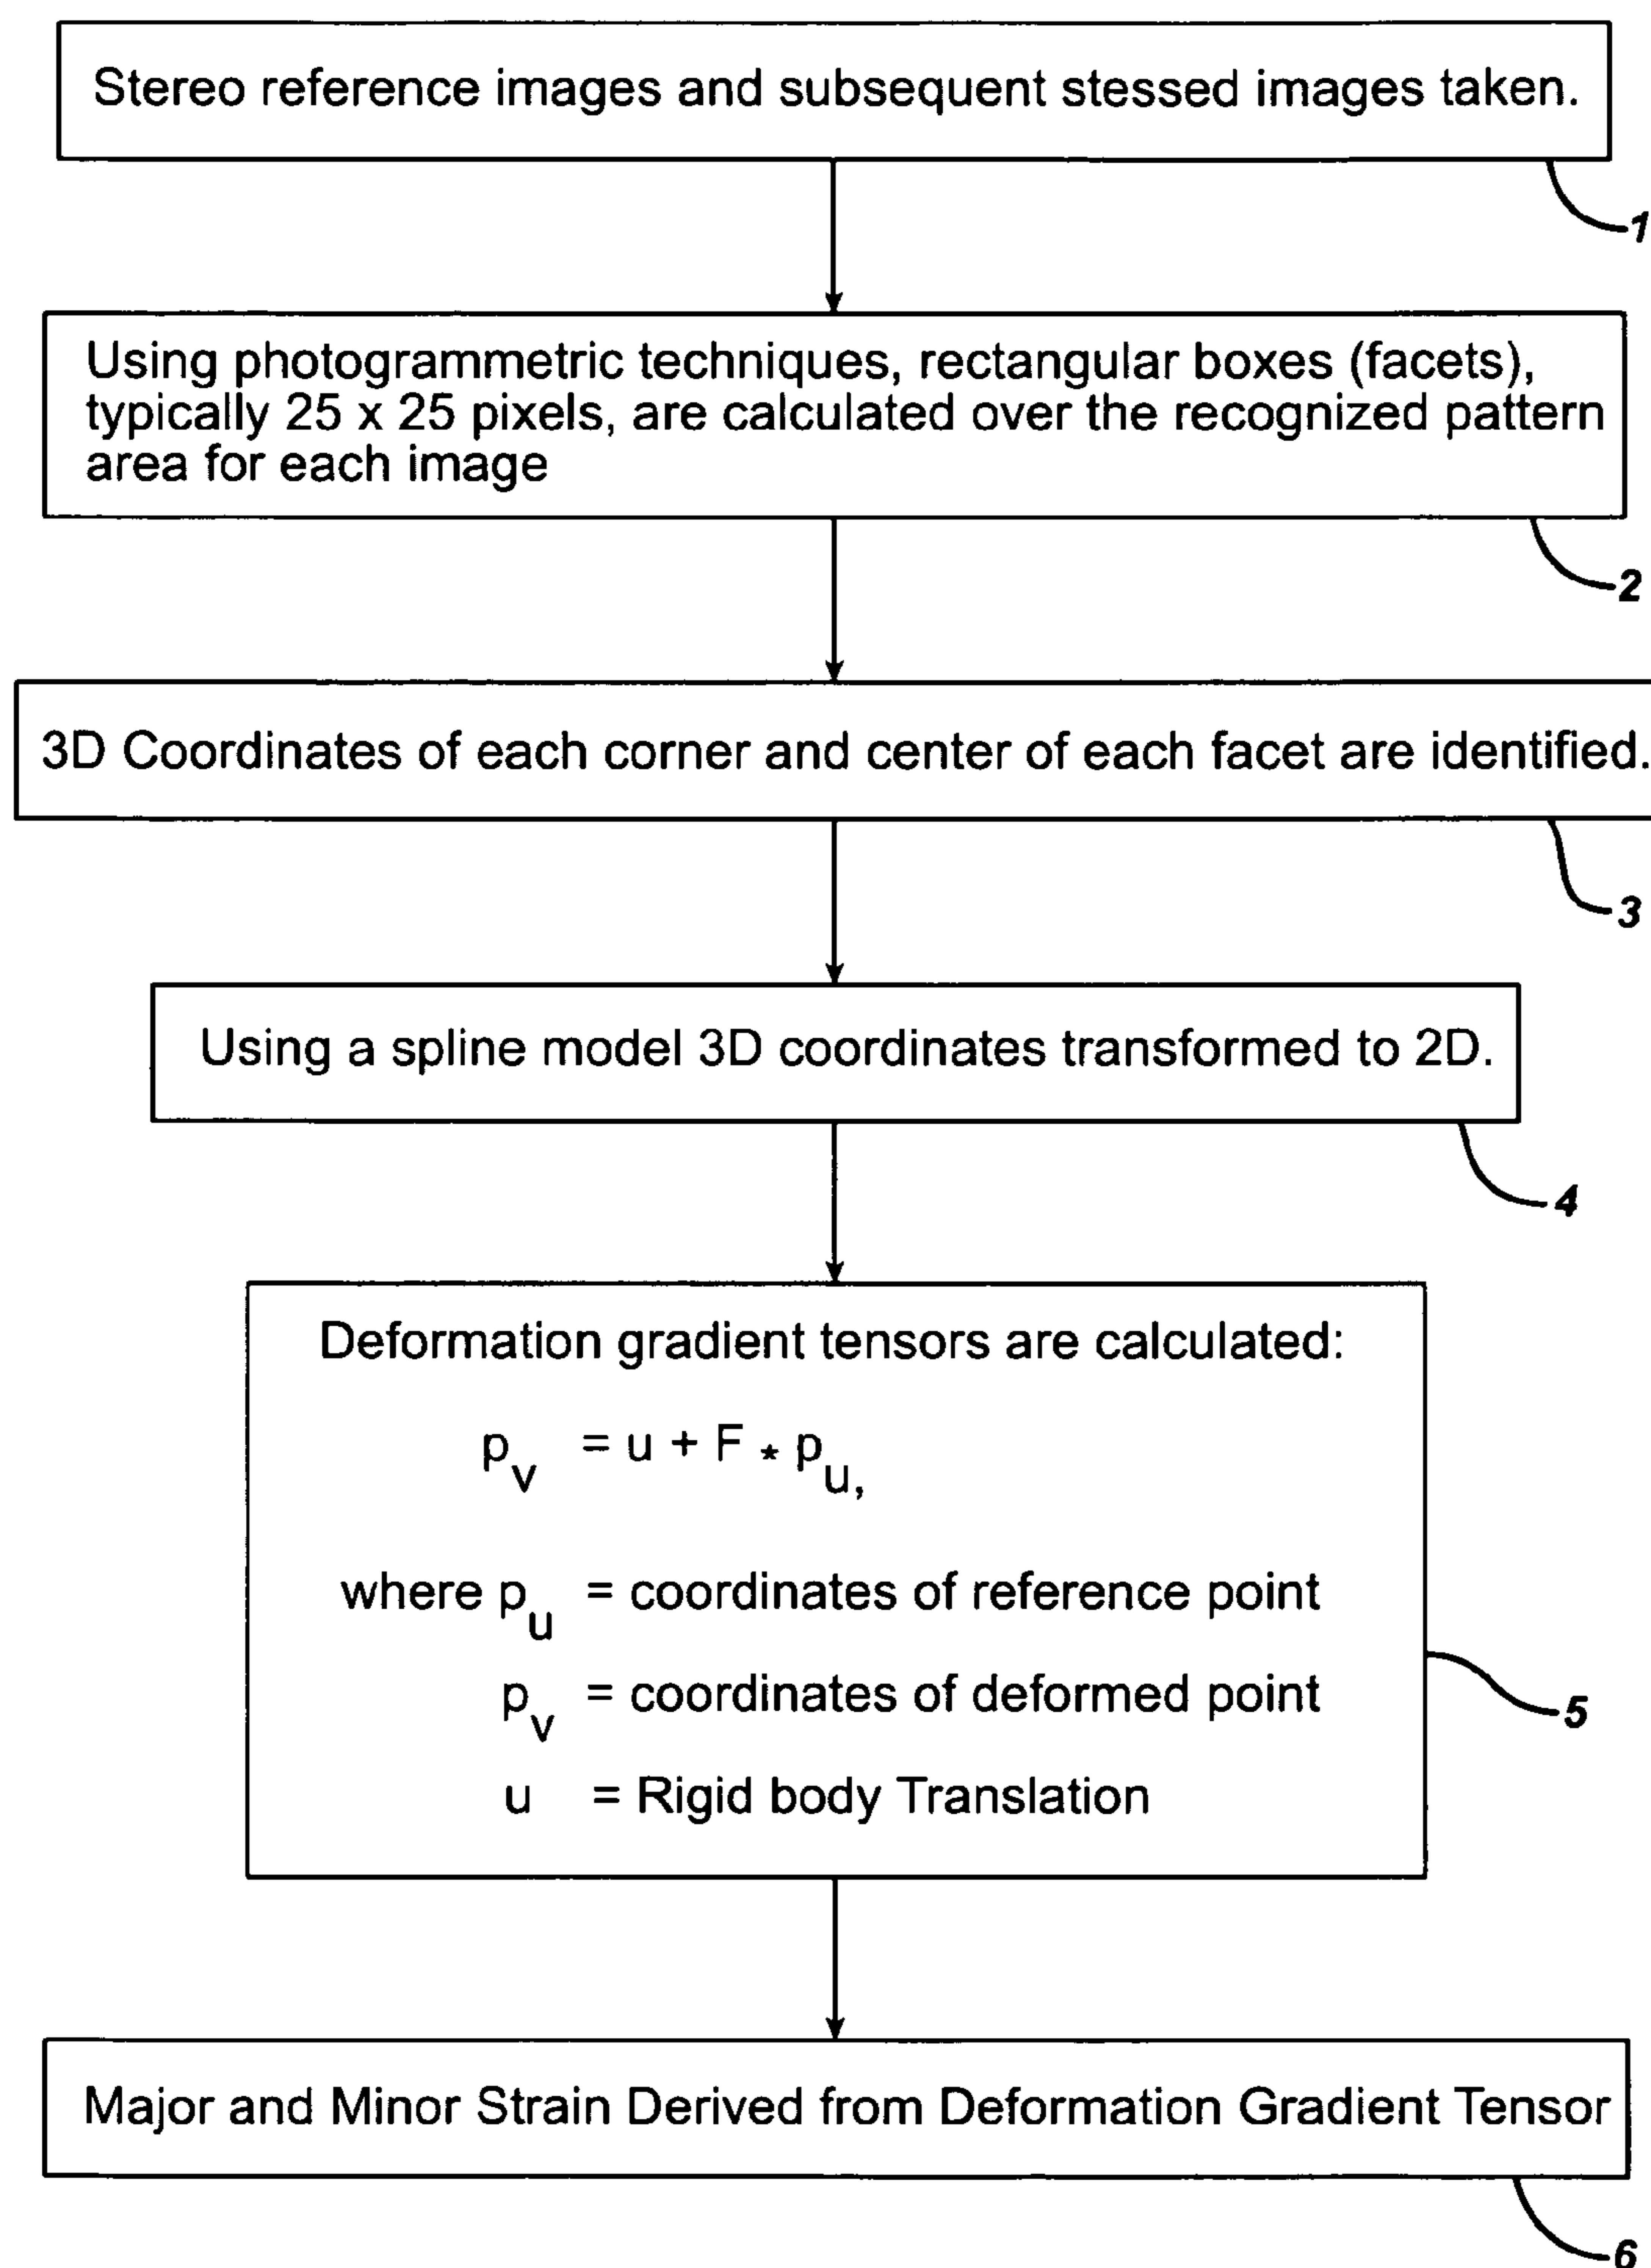 Stereo reference images and subsequent stessed images taken.
1
Using photogrammetric techniques, rectangular boxes (facets),
typically 25 x 25 pixels, are calculated over the recognized pattern
area for each image
2
3D Coordinates of each corner and center of each facet are identified.
3
Using a spline model 3D coordinates transformed to 2D.
4
Deformation gradient tensors are calculated:
p_v = u + F * p_u,
where p_u = coordinates of reference point
p_v = coordinates of deformed point
u = Rigid body Translation
5
Major and Minor Strain Derived from Deformation Gradient Tensor
6